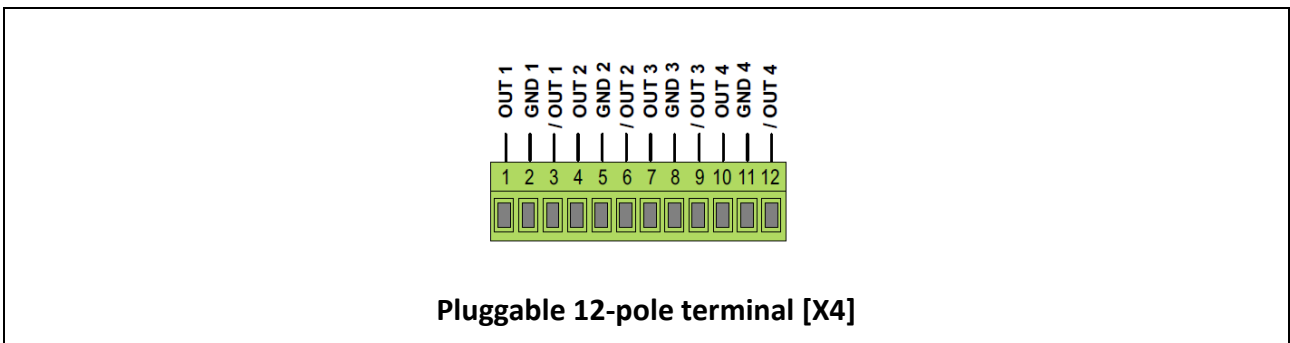 OUT 1
GND 1
/ OUT 1
OUT 2
GND 2
/ OUT 2
OUT 3
GND 3
/ OUT 3
OUT 4
GND 4
/ OUT 4
1 2 3 4 5 6 7 8 9 10 11 12
Pluggable 12-pole terminal [X4]